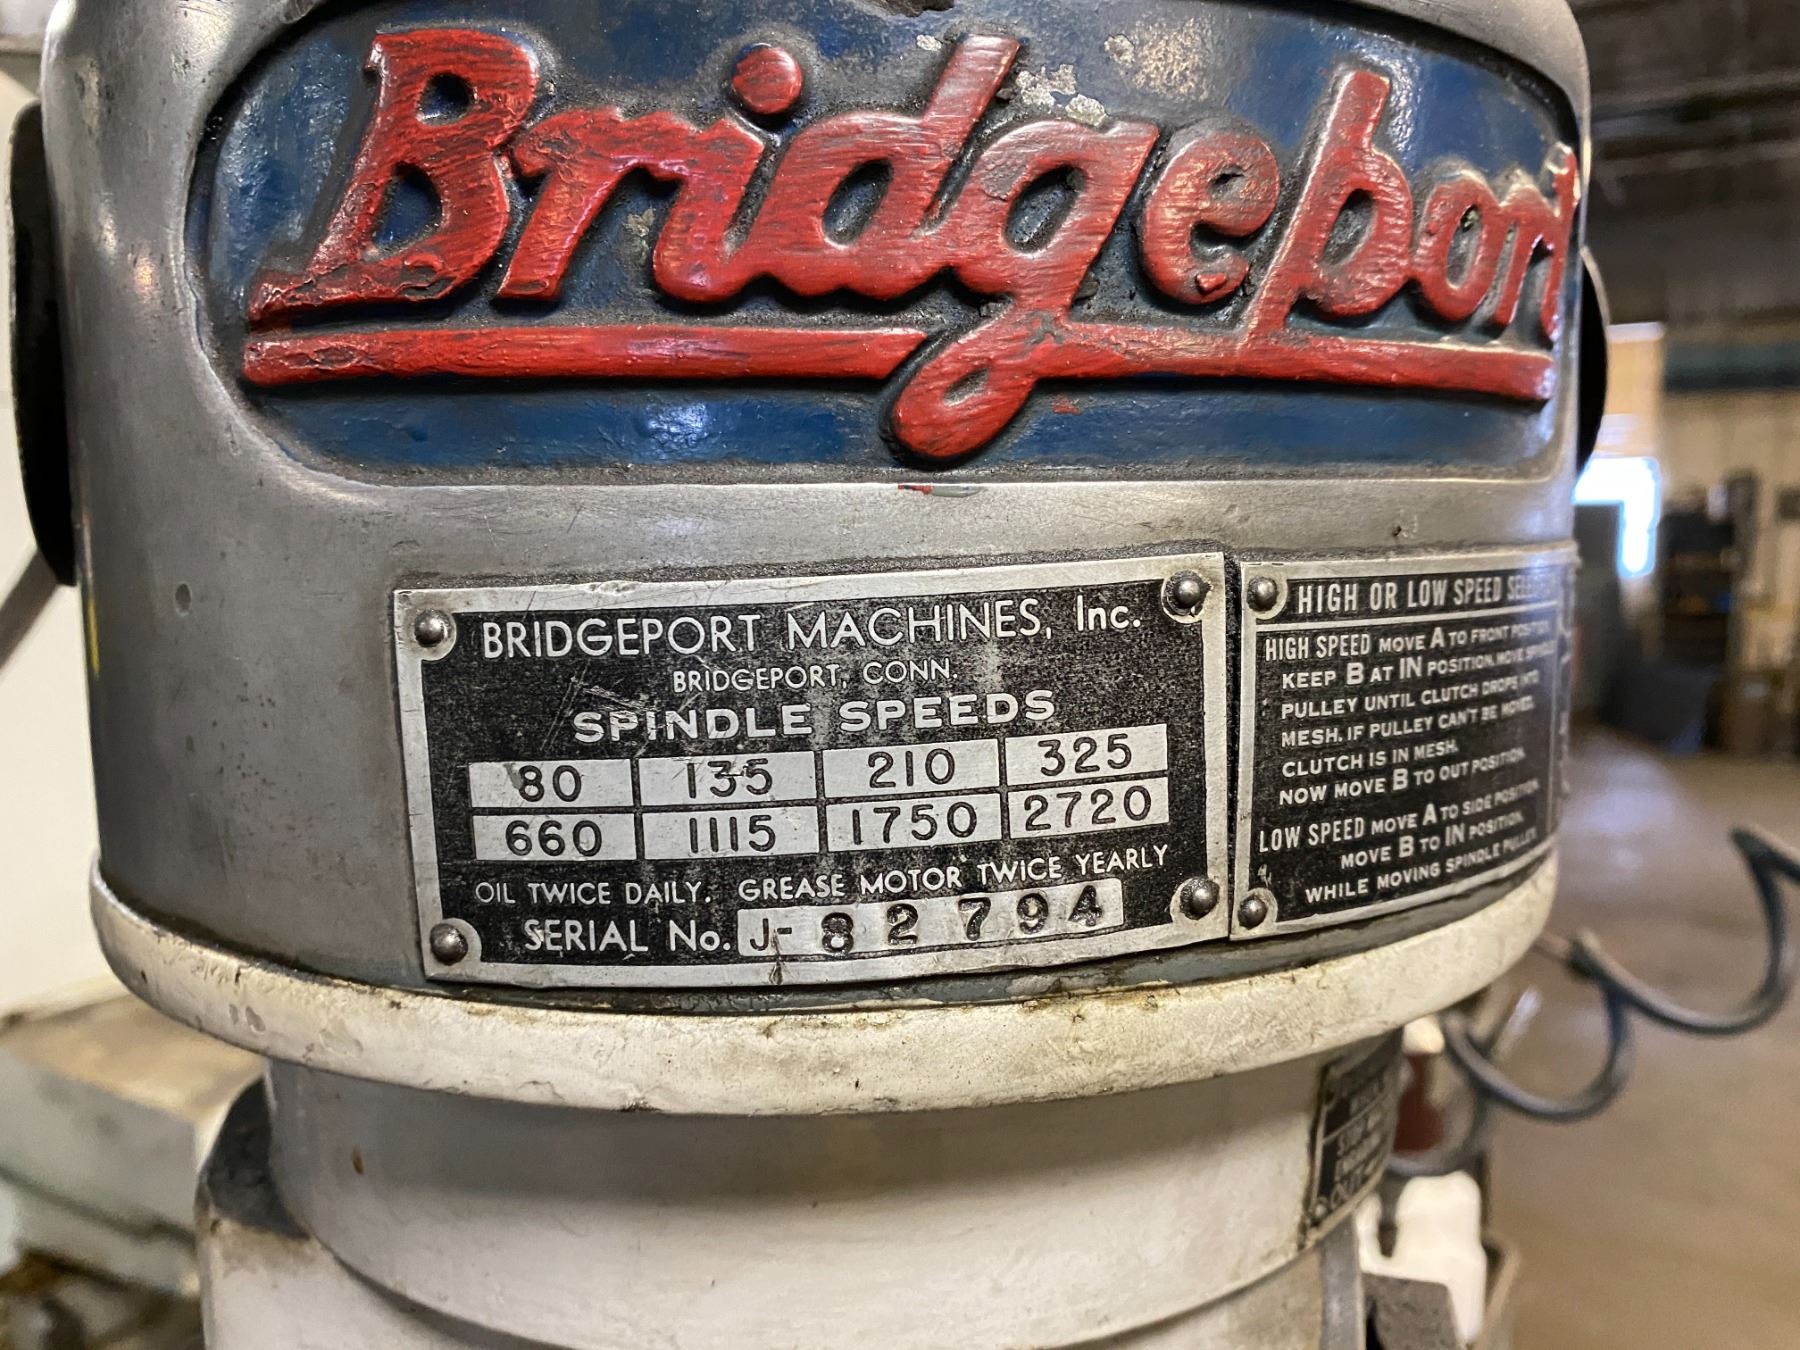 Bridgeport
BRIDGEPORT MACHINES, Inc.
BRIDGEPORT, CONN.
SPINDLE SPEEDS
80 135 210 325
660 1115 1750 2720
OIL TWICE DAILY. GREASE MOTOR TWICE YEARLY
SERIAL No. J-82794
HIGH OR LOW SPEED
HIGH SPEED MOVE A TO FRONT POSITION
KEEP B AT IN POSITION, MOVE SPINDLE
PULLEY UNTIL CLUTCH DROPS INTO
MESH. IF PULLEY CAN'T BE MOVED,
CLUTCH IS IN MESH.
NOW MOVE B TO OUT POSITION.
LOW SPEED MOVE A TO SIDE POSITION
MOVE B TO IN POSITION,
WHILE MOVING SPINDLE PULLEY.
STOP